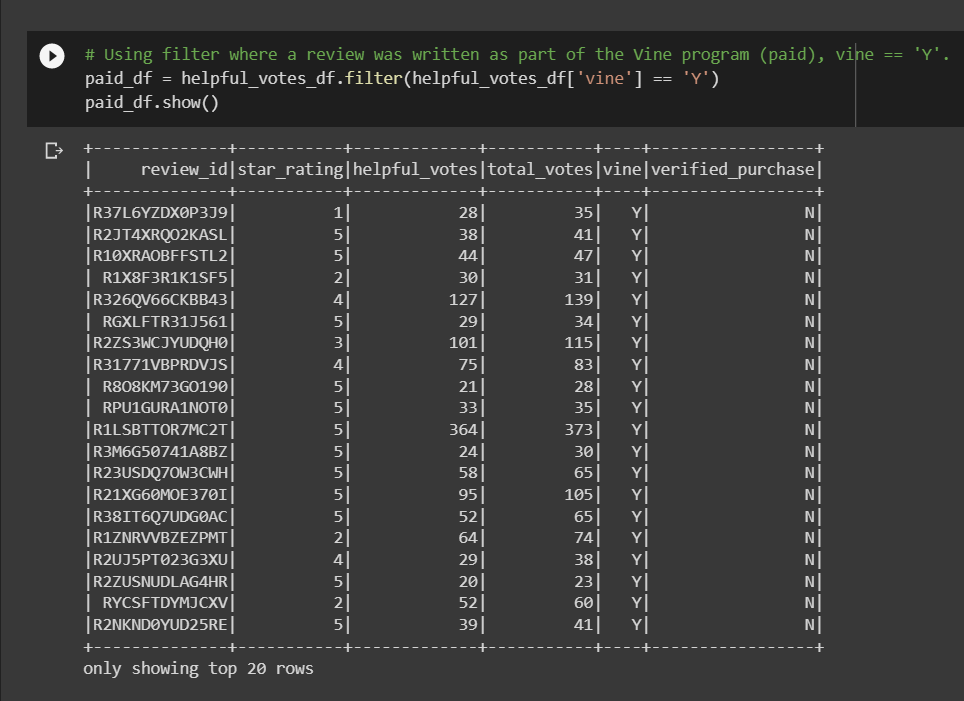 # Using filter where a review was written as part of the Vine program (paid), vine == 'Y'.
paid_df = helpful_votes_df.filter(helpful_votes_df['vine'] == 'Y')
paid_df.show()
+--------------+-----------+-------------+-----------+----+-----------------+
|     review_id|star_rating|helpful_votes|total_votes|vine|verified_purchase|
+--------------+-----------+-------------+-----------+----+-----------------+
|R37L6YZDX0P3J9|          1|           28|         35|   Y|                N|
|R2JT4XRQO2KASL|          5|           38|         41|   Y|                N|
|R10XRAOBFFSTL2|          5|           44|         47|   Y|                N|
| R1X8F3R1K1SF5|          2|           30|         31|   Y|                N|
|R326QV66CKBB43|          4|          127|        139|   Y|                N|
| RGXLFTR31J561|          5|           29|         34|   Y|                N|
|R2ZS3WCJYUDQH0|          3|          101|        115|   Y|                N|
|R31771VBPRDVJS|          4|           75|         83|   Y|                N|
| R8O8KM73GO190|          5|           21|         28|   Y|                N|
| RPU1GURA1NOT0|          5|           33|         35|   Y|                N|
|R1LSBTTOR7MC2T|          5|          364|        373|   Y|                N|
|R3M6G50741A8BZ|          5|           24|         30|   Y|                N|
|R23USDQ7OW3CWH|          5|           58|         65|   Y|                N|
|R21XG60MOE370I|          5|           95|        105|   Y|                N|
|R38IT6Q7UDG0AC|          5|           52|         65|   Y|                N|
|R1ZNRVVBZEZPMT|          2|           64|         74|   Y|                N|
|R2UJ5PT023G3XU|          4|           29|         38|   Y|                N|
|R2ZUSNUDLAG4HR|          5|           20|         23|   Y|                N|
| RYCSFTDYMJCXV|          2|           52|         60|   Y|                N|
|R2NKND0YUD25RE|          5|           39|         41|   Y|                N|
+--------------+-----------+-------------+-----------+----+-----------------+
only showing top 20 rows